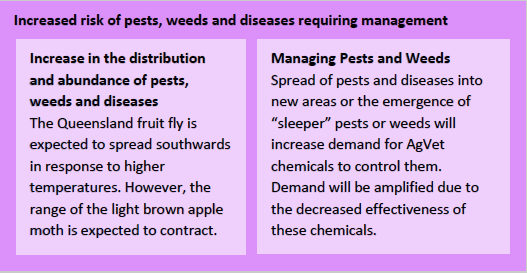 Increased risk of pests, weeds and diseases requiring management
Increase in the distribution
and abundance of pests,
weeds and diseases
The Queensland fruit fly is
expected to spread southwards
in response to higher
temperatures. However, the
range of the light brown apple
moth is expected to contract.
Managing Pests and Weeds
Spread of pests and diseases into
new areas or the emergence of
“sleeper” pests or weeds will
increase demand for AgVet
chemicals to control them.
Demand will be amplified due to
the decreased effectiveness of
these chemicals.